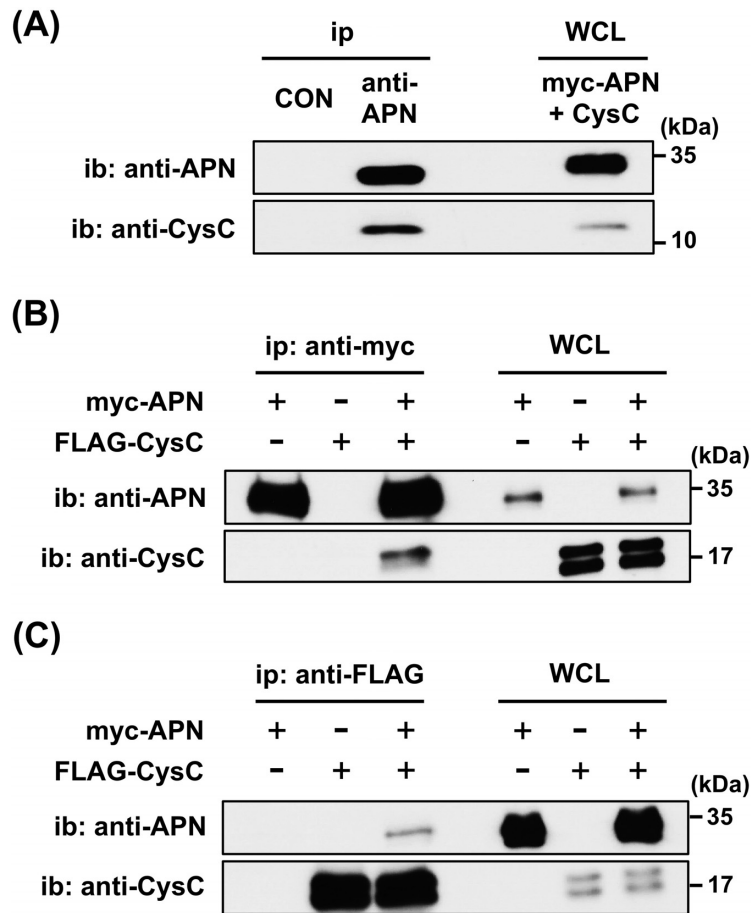 (A)
ip WCL
CON anti-APN myc-APN + CysC
(kDa)
ib: anti-APN 35
ib: anti-CysC 10
(B)
ip: anti-myc WCL
myc-APN + - + + - +
FLAG-CysC - + + - + +
(kDa)
ib: anti-APN 35
ib: anti-CysC 17
(C)
ip: anti-FLAG WCL
myc-APN + - + + - +
FLAG-CysC - + + - + +
(kDa)
ib: anti-APN 35
ib: anti-CysC 17